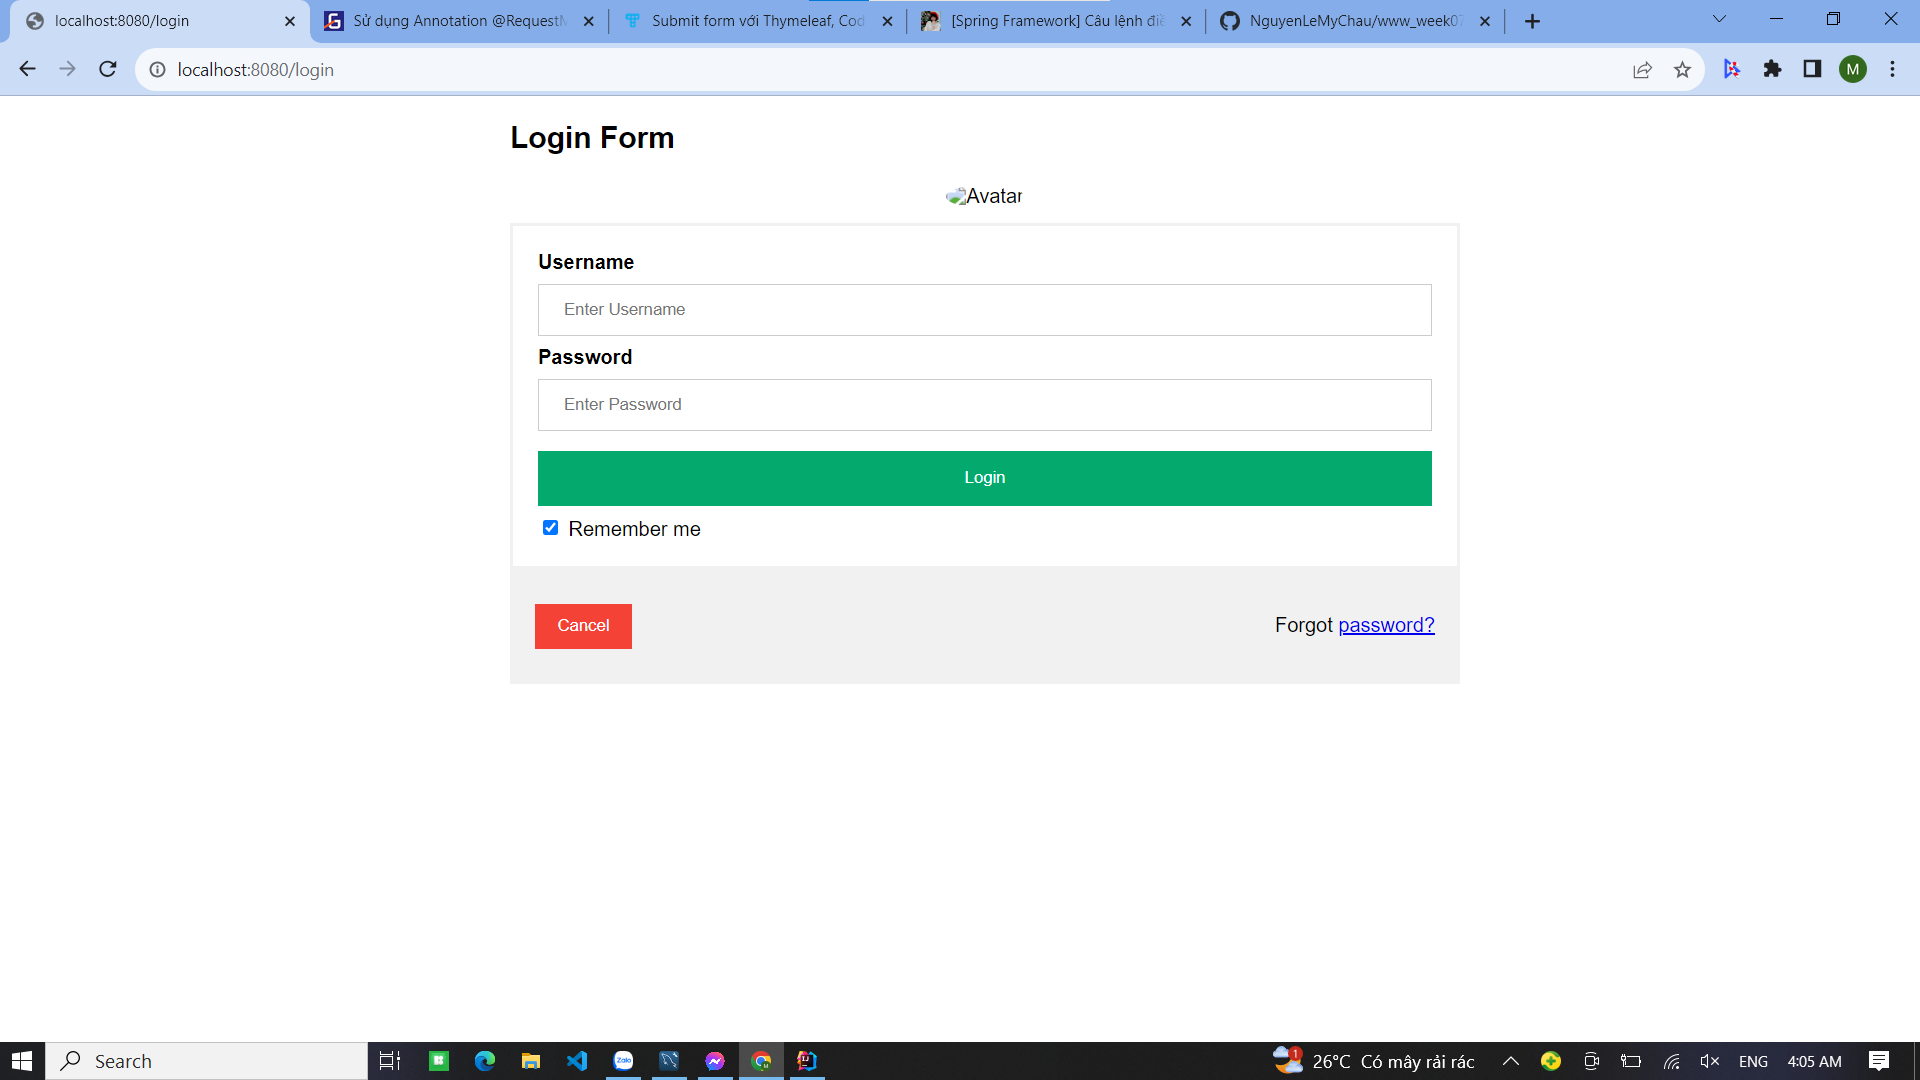 localhost:8080/login
Sử dụng Annotation @RequestM
Submit form với Thymeleaf, Cod
[Spring Framework] Câu lệnh điề
NguyenLeMyChau/www_week07
localhost:8080/login
M
Login Form
Avatar
Username
Enter Username
Password
Enter Password
Login
Remember me
Cancel
Forgot password?
Search
Zalo
1
26°C Có mây rải rác
ENG
4:05 AM